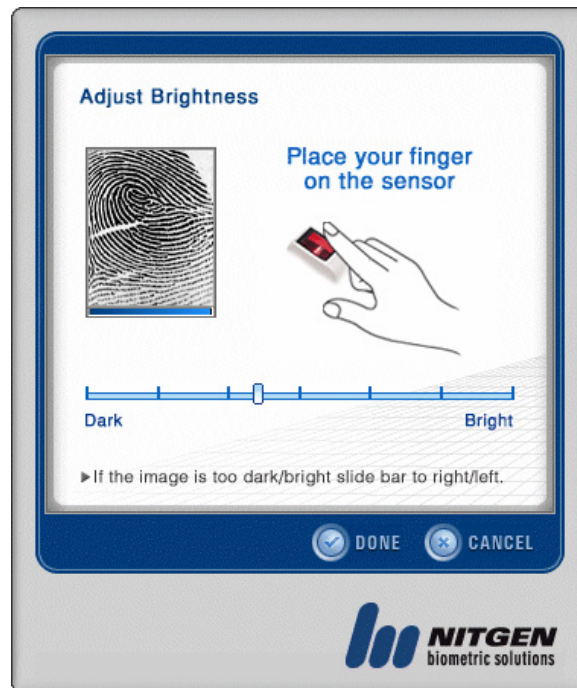 Adjust Brightness
Place your finger
on the sensor
Dark
Bright
If the image is too dark/bright slide bar to right/left.
DONE
CANCEL
NITGEN
biometric solutions